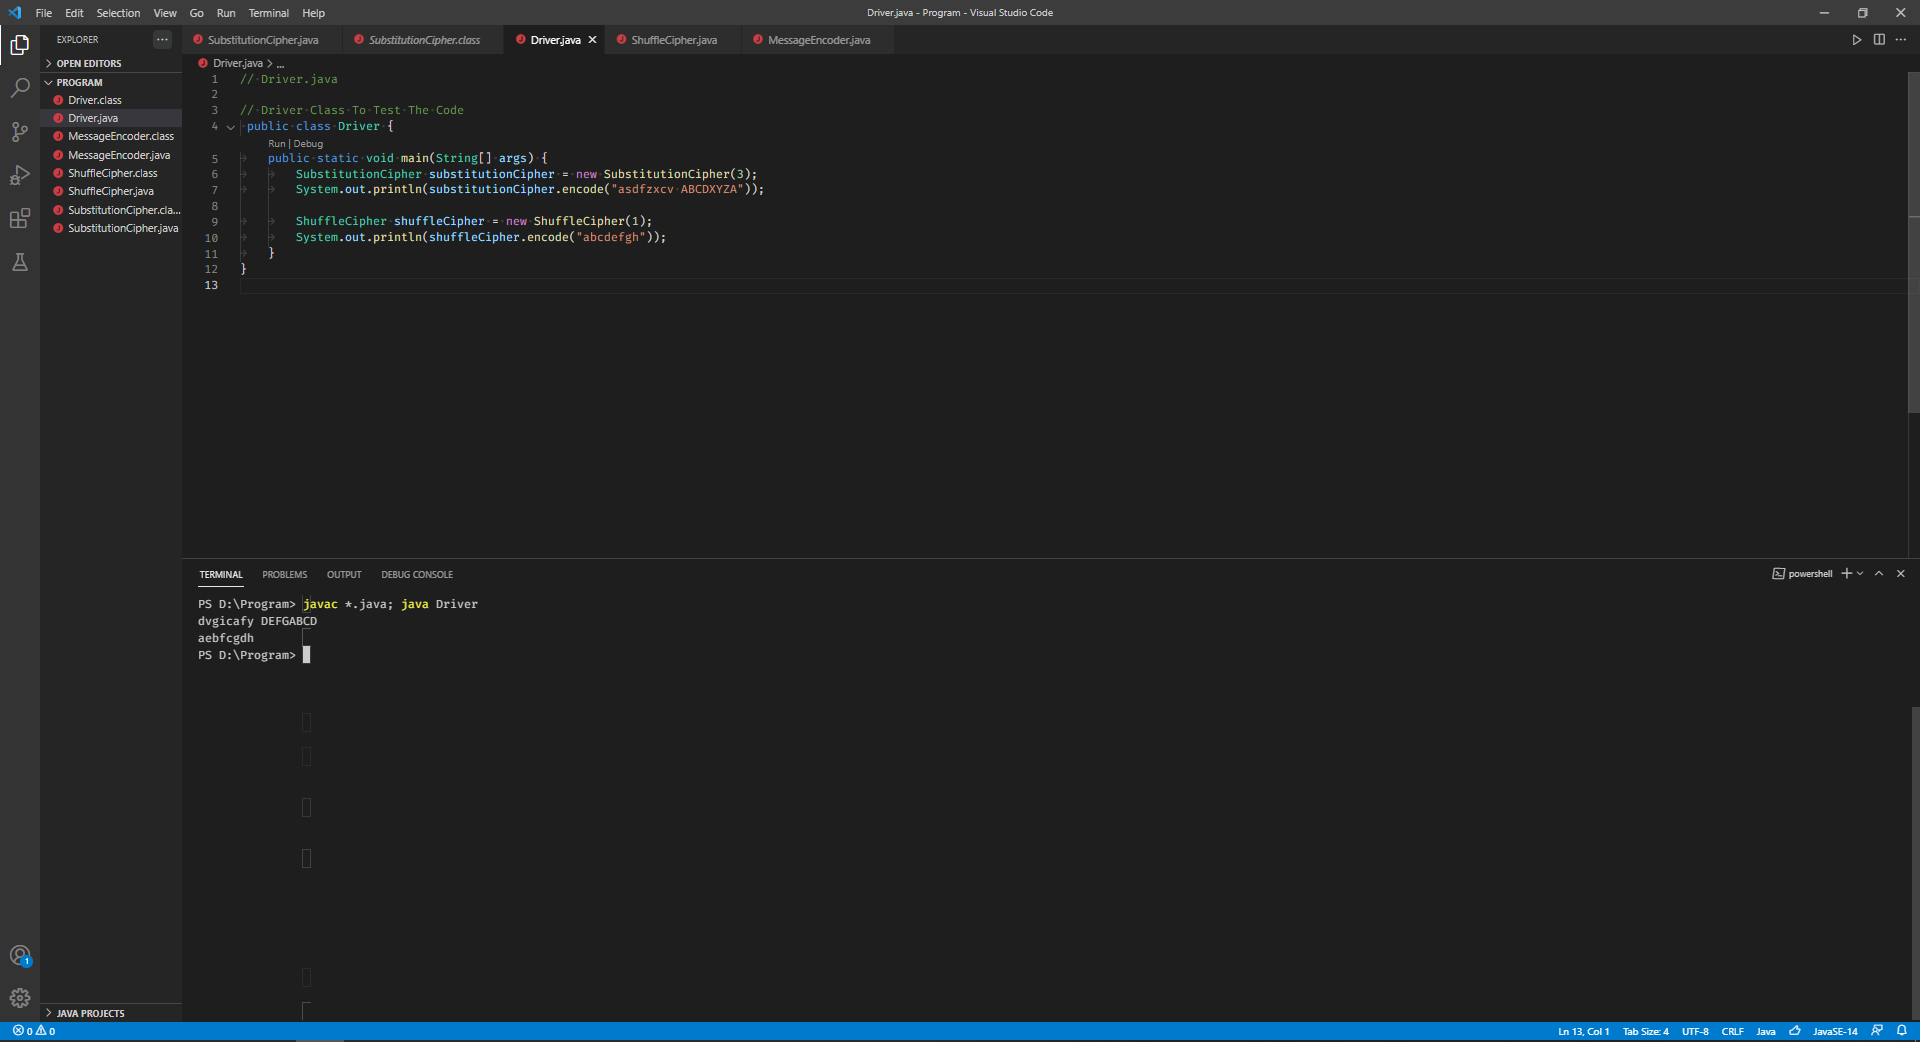 File Edit Selection View Go Run Terminal Help
Driver.java - Program - Visual Studio Code
EXPLORER
OPEN EDITORS
PROGRAM
Driver.class
Driver.java
MessageEncoder.class
MessageEncoder.java
ShuffleCipher.class
ShuffleCipher.java
SubstitutionCipher.cla...
SubstitutionCipher.java
JAVA PROJECTS
1
SubstitutionCipher.java SubstitutionCipher.class Driver.java ShuffleCipher.java MessageEncoder.java
Driver.java > ...
1 // Driver.java
2
3 // Driver Class To Test The Code
4 public class Driver {
Run | Debug
5 public static void main(String[] args) {
6 SubstitutionCipher substitutionCipher = new SubstitutionCipher(3);
7 System.out.println(substitutionCipher.encode("asdfzxcv ABCDXYZA"));
8
9 ShuffleCipher shuffleCipher = new ShuffleCipher(1);
10 System.out.println(shuffleCipher.encode("abcdefgh"));
11 }
12 }
13
TERMINAL PROBLEMS OUTPUT DEBUG CONSOLE
powershell
PS D:\Program> javac *.java; java Driver
dvgicafy DEFGABCD
aebfcgdh
PS D:\Program>
0 0
Ln 13, Col 1 Tab Size: 4 UTF-8 CRLF Java JavaSE-14